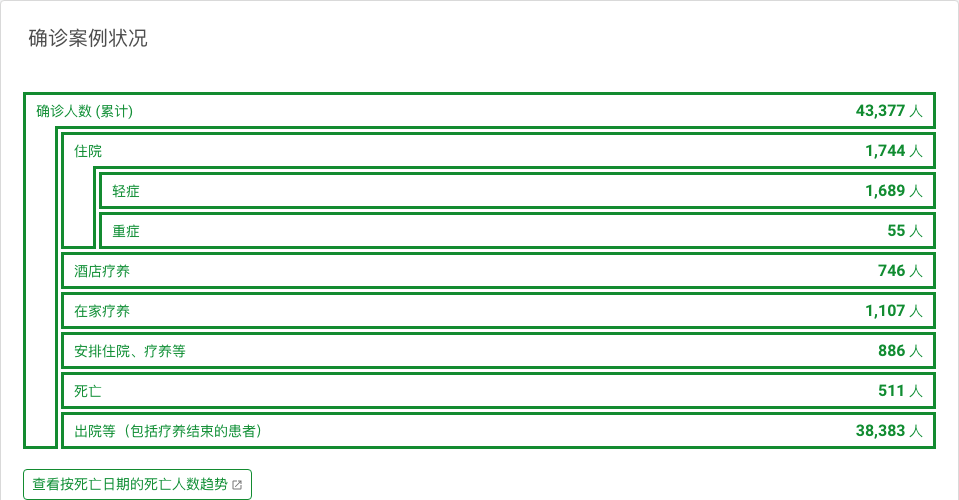 确诊案例状况
确诊人数 (累计) 43,377 人
住院 1,744 人
轻症 1,689 人
重症 55 人
酒店疗养 746 人
在家疗养 1,107 人
安排住院、疗养等 886 人
死亡 511 人
出院等（包括疗养结束的患者） 38,383 人
查看按死亡日期的死亡人数趋势